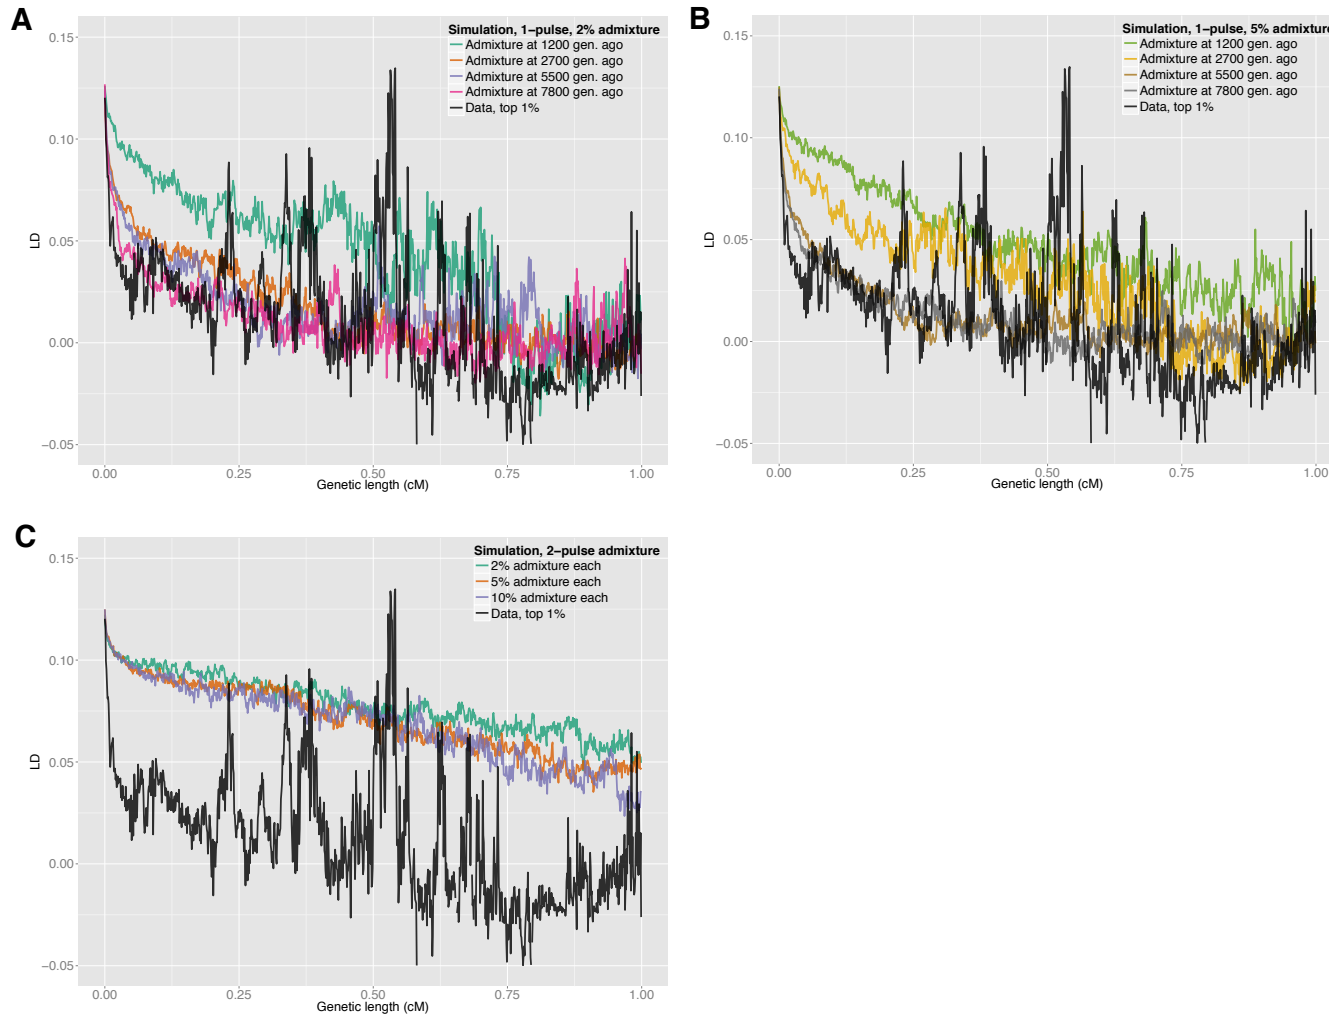 A
Simulation, 1−pulse, 2% admixture
Admixture at 1200 gen. ago
Admixture at 2700 gen. ago
Admixture at 5500 gen. ago
Admixture at 7800 gen. ago
Data, top 1%
0.15
0.10
0.05
0.00
−0.05
LD
0.00 0.25 0.50 0.75 1.00
Genetic length (cM)
B
Simulation, 1−pulse, 5% admixture
Admixture at 1200 gen. ago
Admixture at 2700 gen. ago
Admixture at 5500 gen. ago
Admixture at 7800 gen. ago
Data, top 1%
0.15
0.10
0.05
0.00
−0.05
LD
0.00 0.25 0.50 0.75 1.00
Genetic length (cM)
C
Simulation, 2−pulse admixture
2% admixture each
5% admixture each
10% admixture each
Data, top 1%
0.15
0.10
0.05
0.00
−0.05
LD
0.00 0.25 0.50 0.75 1.00
Genetic length (cM)